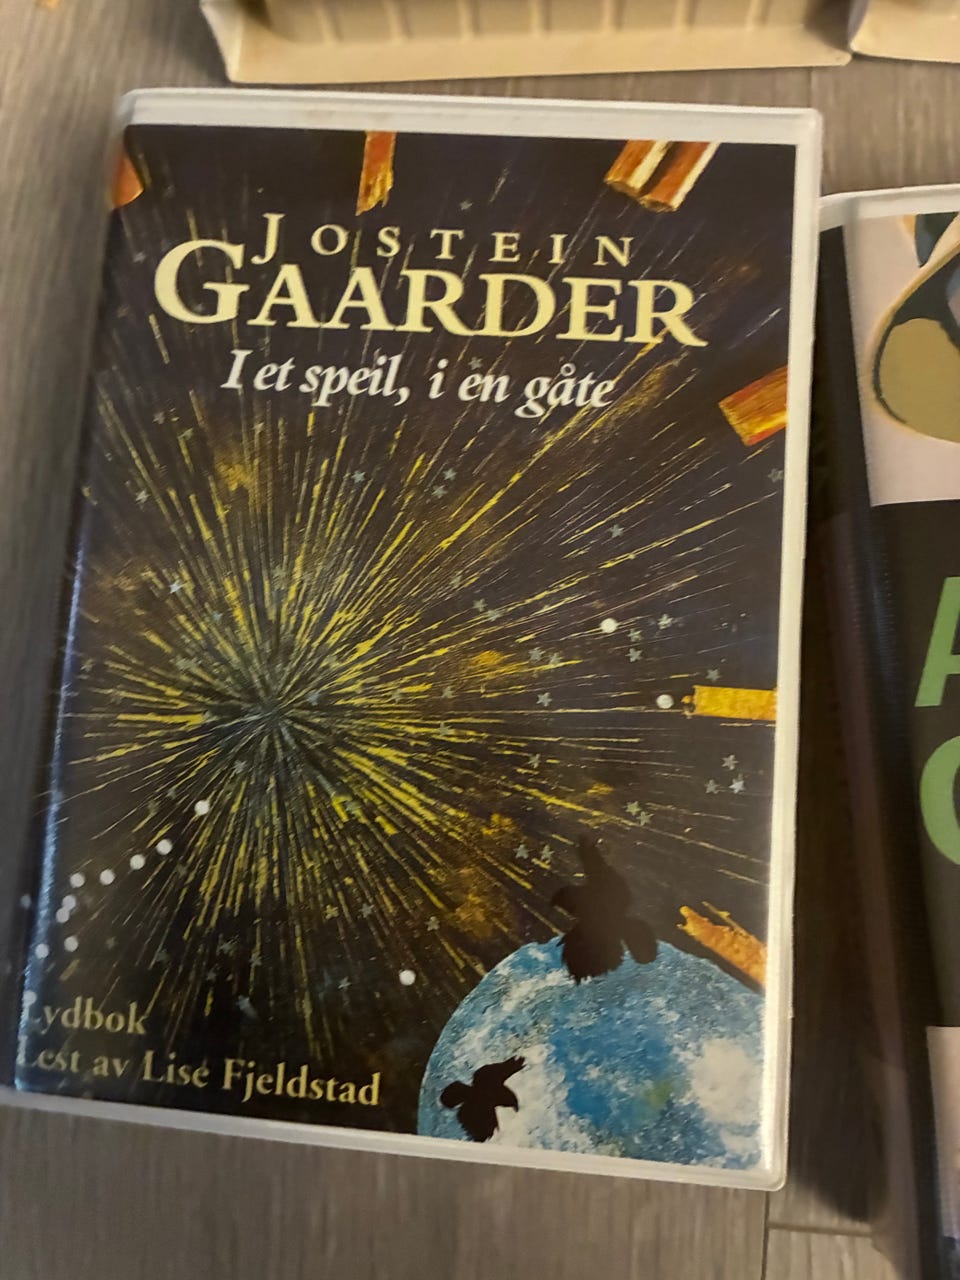 JOSTEIN
GAARDER
I et speil, i en gåte
Lydbok
Lest av Lise Fjeldstad
A